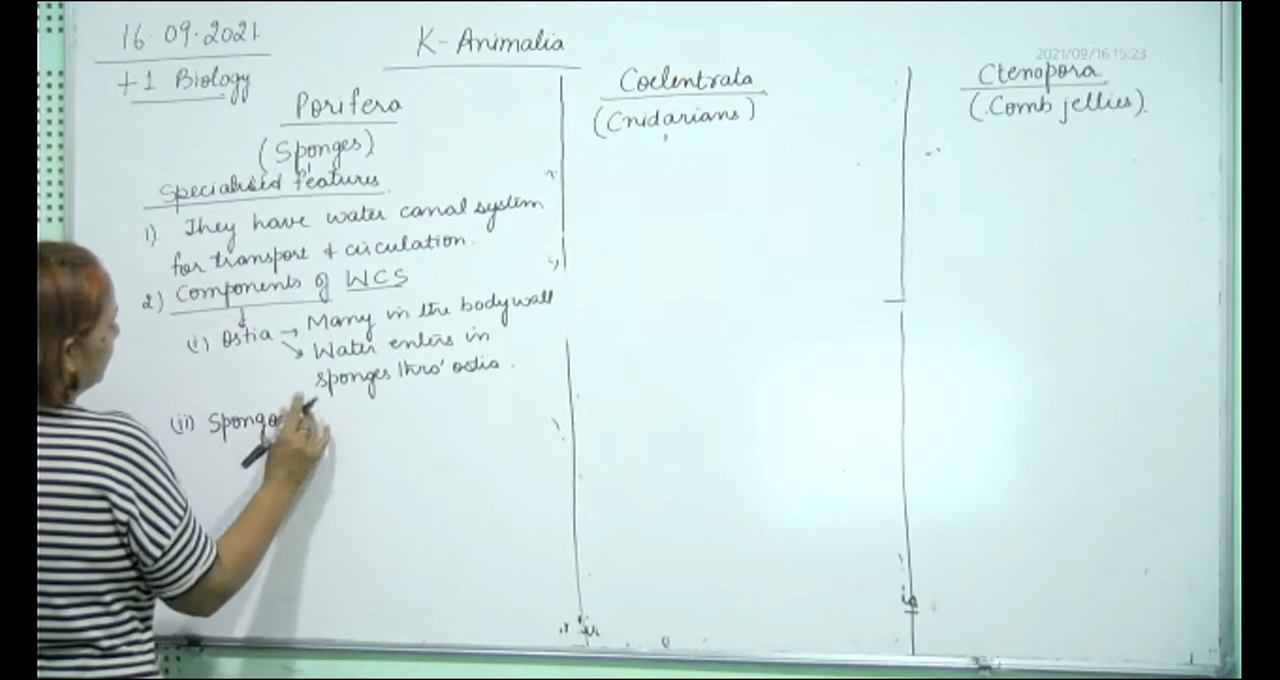 16.09.2021
+1 Biology
K-Animalia
2021/09/16 15:23
Porifera
(Sponges)
Specialised features
1) They have water canal system
for transport & circulation.
2) Components of WCS
(i) Ostia → Many in the bodywall
→ Water enters in
sponges thro' ostia.
(ii) Spongo
Coelentrata
(Cnidarians)
Ctenopora
(Comb jellies)